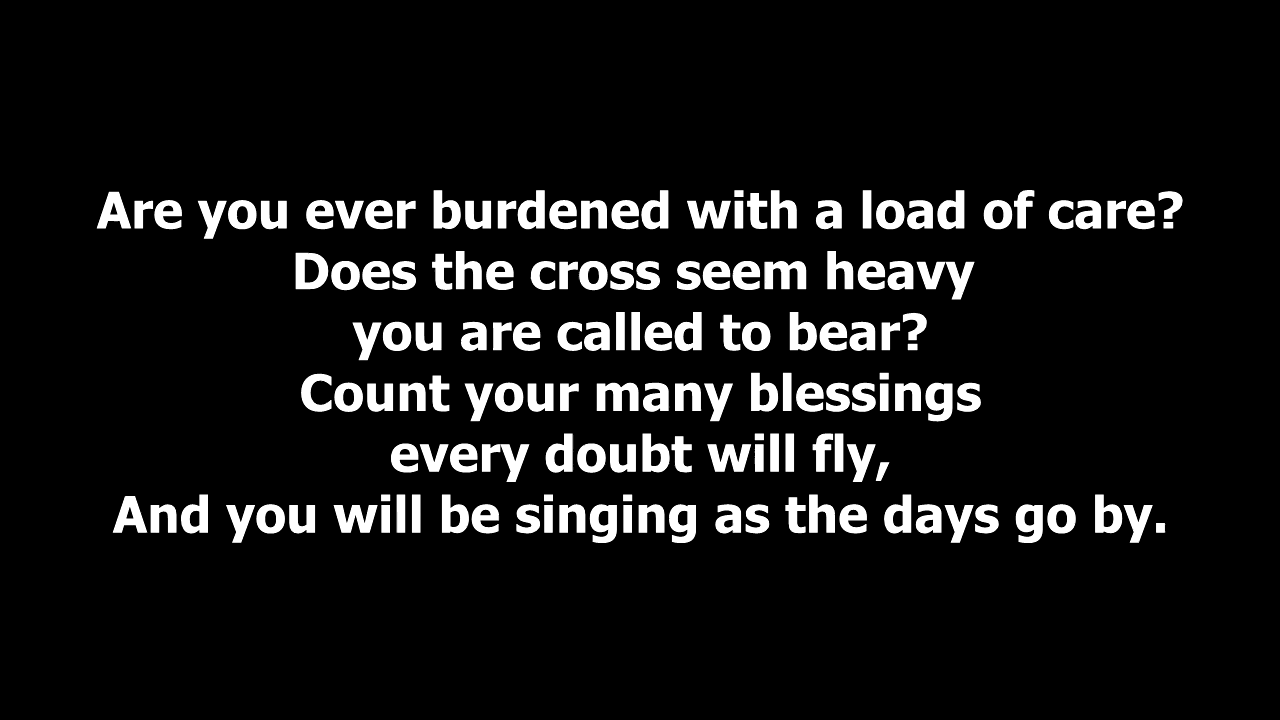 Are you ever burdened with a load of care?
Does the cross seem heavy
you are called to bear?
Count your many blessings
every doubt will fly,
And you will be singing as the days go by.